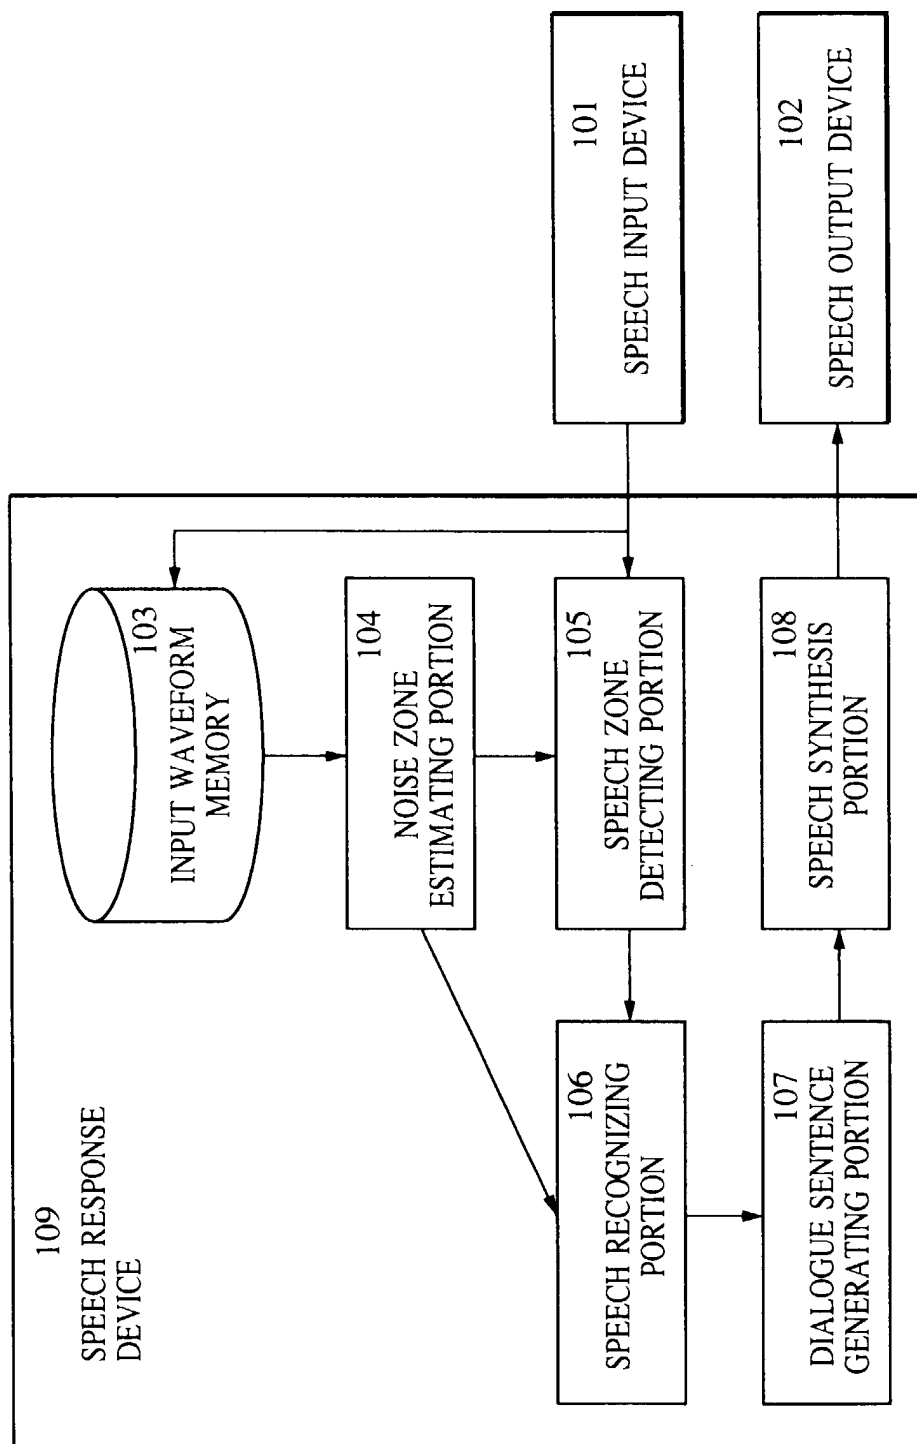 109
SPEECH RESPONSE
DEVICE
103
INPUT WAVEFORM
MEMORY
104
NOISE ZONE
ESTIMATING PORTION
106
SPEECH RECOGNIZING
PORTION
105
SPEECH ZONE
DETECTING PORTION
101
SPEECH INPUT DEVICE
107
DIALOGUE SENTENCE
GENERATING PORTION
108
SPEECH SYNTHESIS
PORTION
102
SPEECH OUTPUT DEVICE